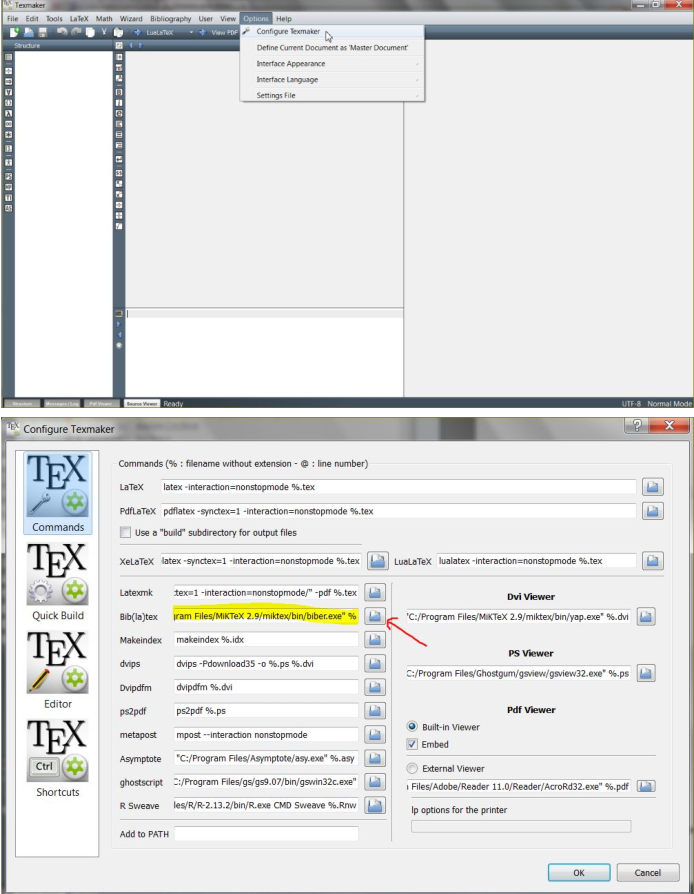 Texmaker
File Edit Tools LaTeX Math Wizard Bibliography User View Options Help
LuaLaTeX View PDF
Configure Texmaker
Define Current Document as 'Master Document'
Interface Appearance
Interface Language
Settings File
Structure
Structure Messages / Log Pdf Viewer Source Viewer Ready UTF-8 Normal Mode
Configure Texmaker
TEX
Commands
TEX
Quick Build
TEX
Editor
TEX
Ctrl
Shortcuts
Commands (% : filename without extension - @ : line number)
LaTeX latex -interaction=nonstopmode %.tex
PdfLaTeX pdflatex -synctex=1 -interaction=nonstopmode %.tex
Use a "build" subdirectory for output files
XeLaTeX latex -synctex=1 -interaction=nonstopmode %.tex LuaLaTeX lualatex -interaction=nonstopmode %.tex
Latexmk :tex=1 -interaction=nonstopmode/" -pdf %.tex
Bib(la)tex gram Files/MiKTeX 2.9/miktex/bin/biber.exe" %
Makeindex makeindex %.idx
dvips dvips -Pdownload35 -o %.ps %.dvi
Dvipdfm dvipdfm %.dvi
ps2pdf ps2pdf %.ps
metapost mpost --interaction nonstopmode
Asymptote "C:/Program Files/Asymptote/asy.exe" %.asy
ghostscript C:/Program Files/gs/gs9.07/bin/gswin32c.exe"
R Sweave les/R/R-2.13.2/bin/R.exe CMD Sweave %.Rnw
Add to PATH
Dvi Viewer
"C:/Program Files/MiKTeX 2.9/miktex/bin/yap.exe" %.dvi
PS Viewer
C:/Program Files/Ghostgum/gsview/gsview32.exe" %.ps
Pdf Viewer
Built-in Viewer
Embed
External Viewer
Files/Adobe/Reader 11.0/Reader/AcroRd32.exe" %.pdf
lp options for the printer
OK Cancel